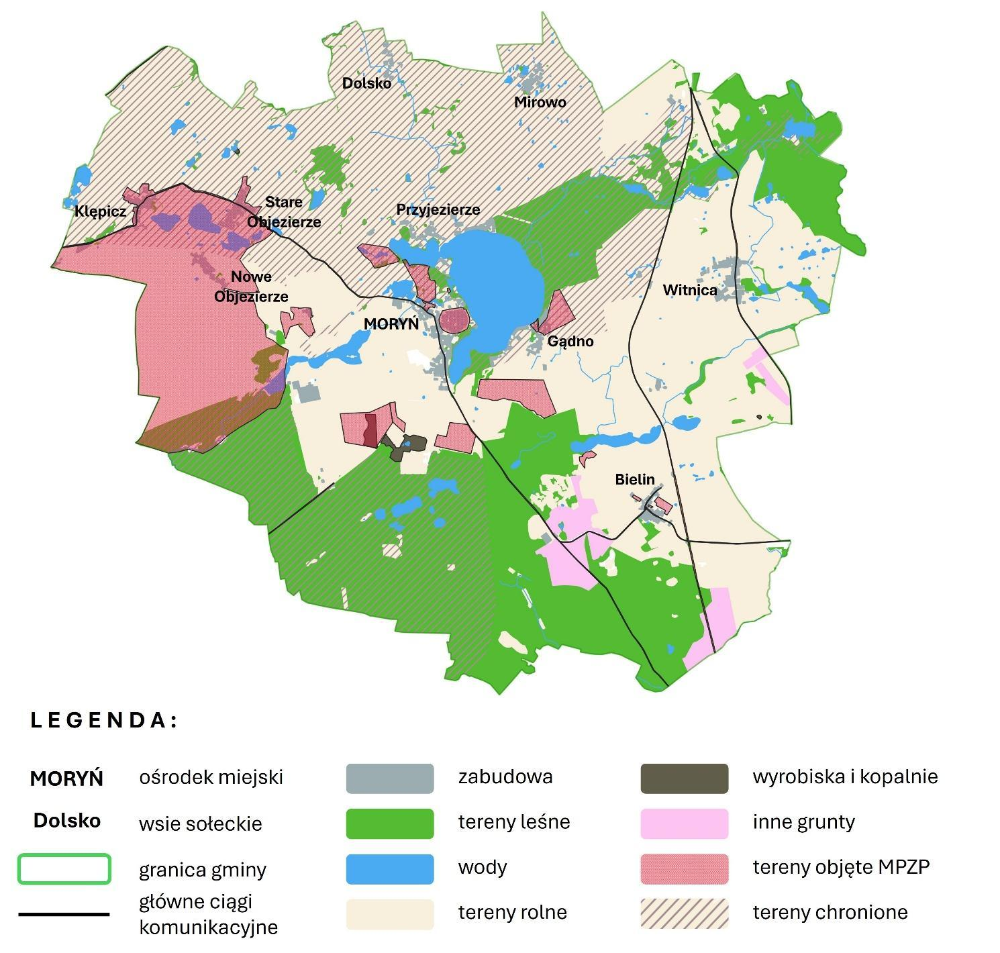 Dolsko
Mirowo
Klępicz
Stare
Objezierze
Przyjezierze
Nowe
Objezierze
Witnica
MORYŃ
Gądno
Bielin
LEGENDA:
MORYŃ ośrodek miejski
Dolsko wsie sołeckie
granica gminy
główne ciągi
komunikacyjne
zabudowa
tereny leśne
wody
tereny rolne
wyrobiska i kopalnie
inne grunty
tereny objęte MPZP
tereny chronione